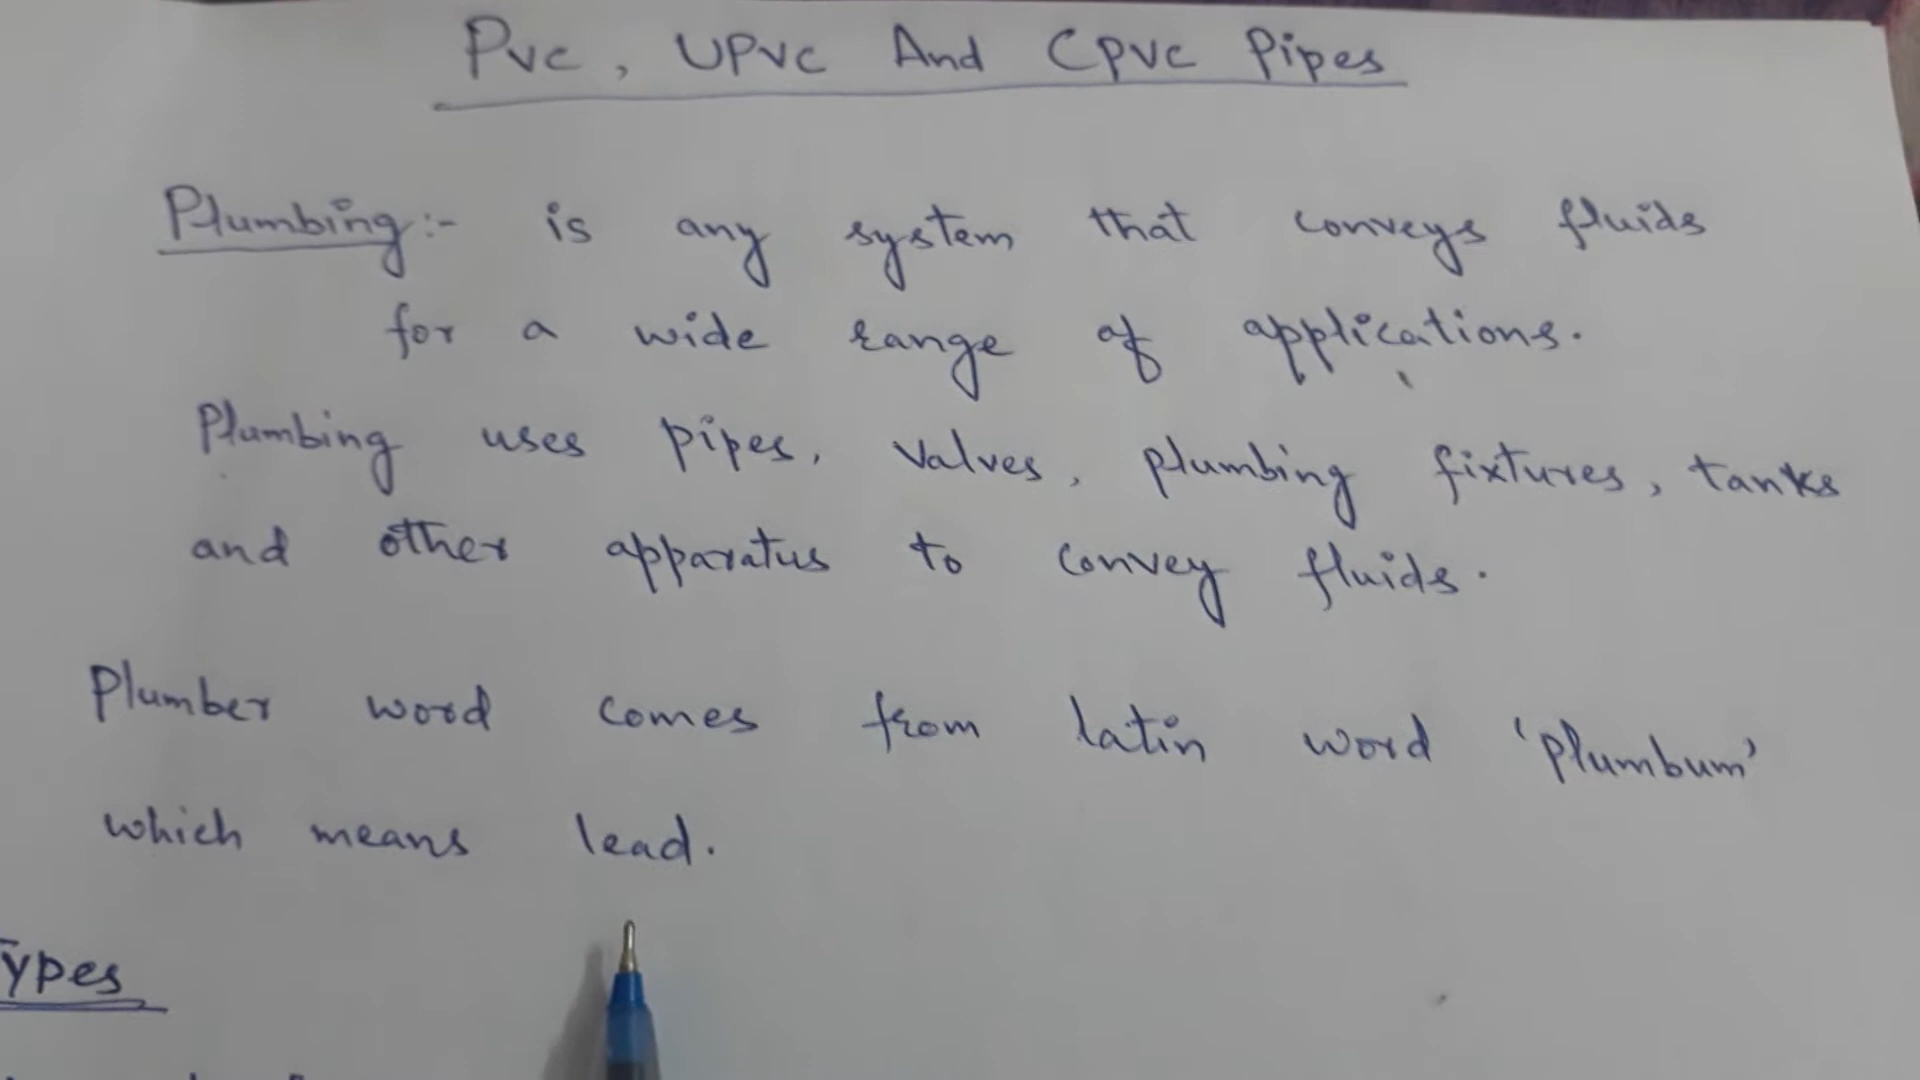 Pvc, UPVC And CPVC Pipes
Plumbing:- is any system that conveys fluids
for a wide range of applications.
Plumbing uses pipes, valves, plumbing fixtures, tanks
and other apparatus to convey fluids.
Plumber word comes from latin word 'plumbum'
which means lead.
Types